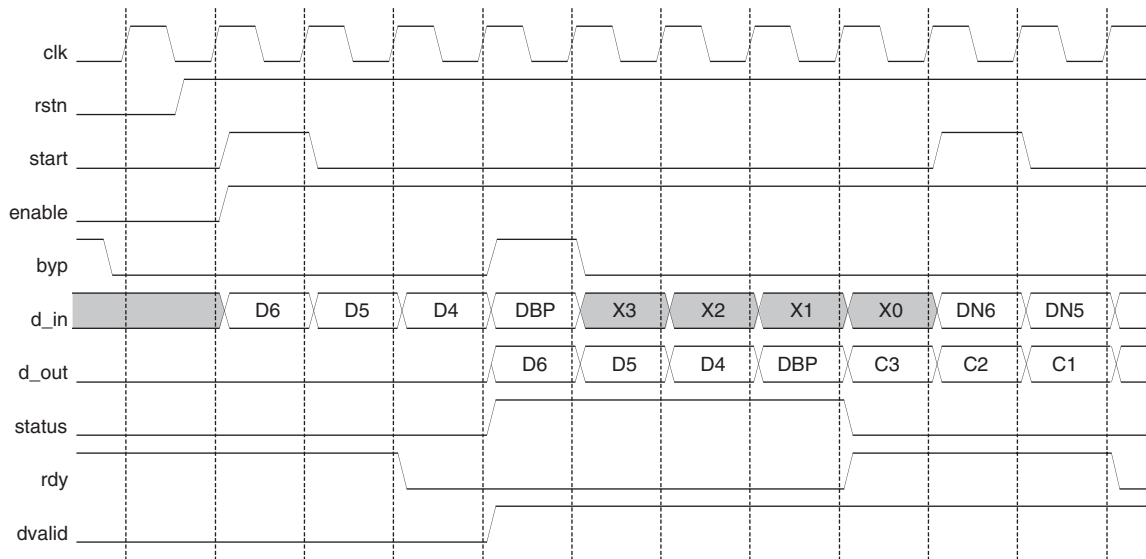 clk
rstn
start
enable
byp
d_in D6 D5 D4 DBP X3 X2 X1 X0 DN6 DN5
d_out D6 D5 D4 DBP C3 C2 C1
status
rdy
dvalid